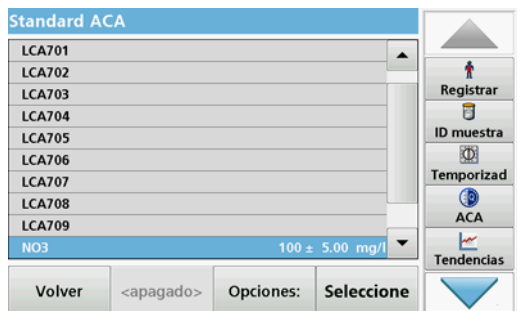 Standard ACA
LCA701
LCA702
LCA703
LCA704
LCA705
LCA706
LCA707
LCA708
LCA709
NO3 100 ± 5.00 mg/l
Volver <apagado> Opciones: Seleccione
Registrar
ID muestra
Temporizad
ACA
Tendencias